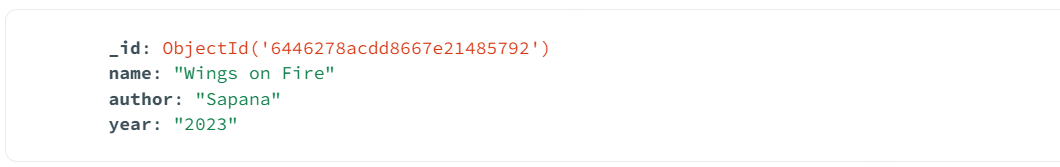 _id: ObjectId('6446278acdd8667e21485792')
name: "Wings on Fire"
author: "Sapana"
year: "2023"